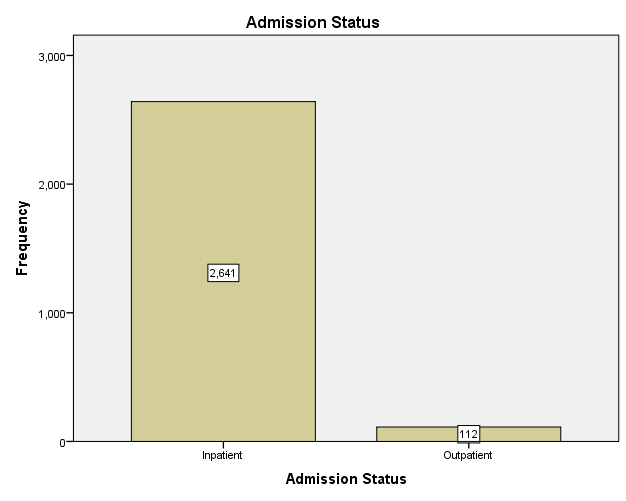 Admission Status
3,000
2,000
1,000
0
Frequency
2,641
112
Inpatient
Outpatient
Admission Status